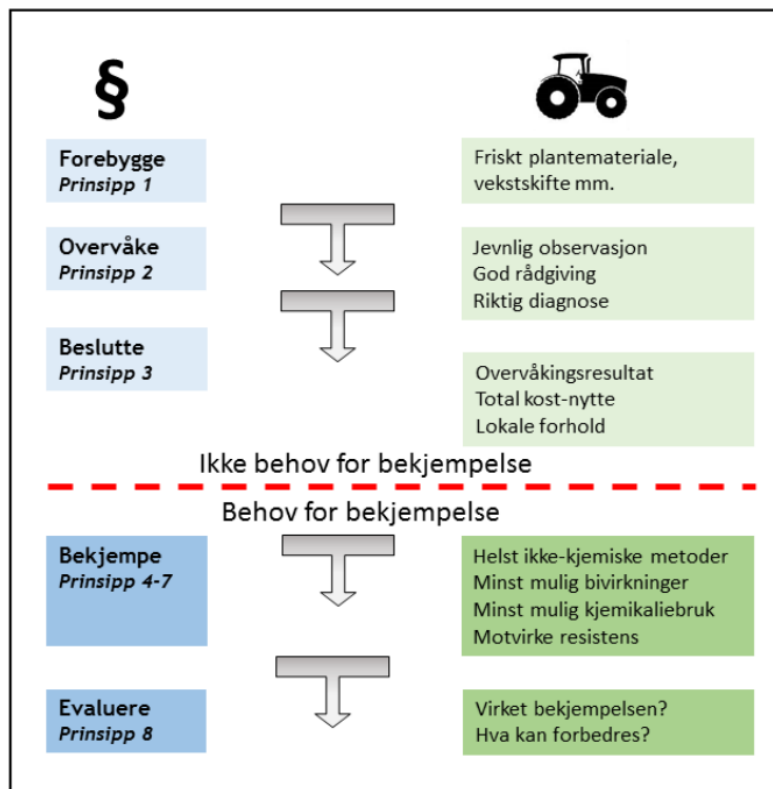 §
Forebygge
Prinsipp 1
Friskt plantemateriale,
vekstskifte mm.
Overvåke
Prinsipp 2
Jevnlig observasjon
God rådgiving
Riktig diagnose
Beslutte
Prinsipp 3
Overvåkingsresultat
Total kost-nytte
Lokale forhold
Ikke behov for bekjempelse
Behov for bekjempelse
Bekjempe
Prinsipp 4-7
Helst ikke-kjemiske metoder
Minst mulig bivirkninger
Minst mulig kjemikaliebruk
Motvirke resistens
Evaluere
Prinsipp 8
Virket bekjempelsen?
Hva kan forbedres?